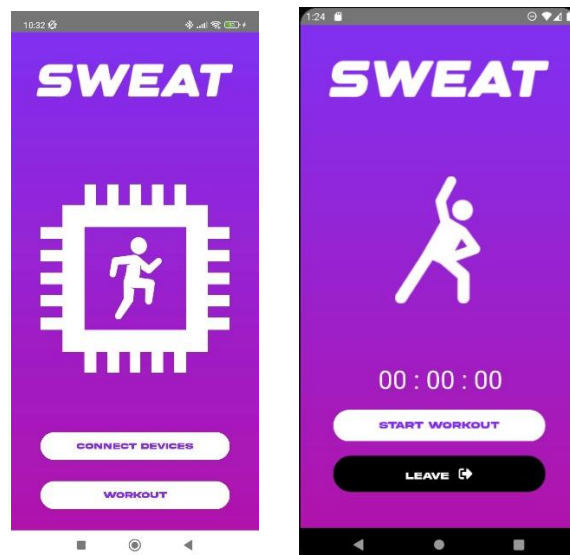 10:32
SWEAT
CONNECT DEVICES
WORKOUT
1:24
SWEAT
00 : 00 : 00
START WORKOUT
LEAVE